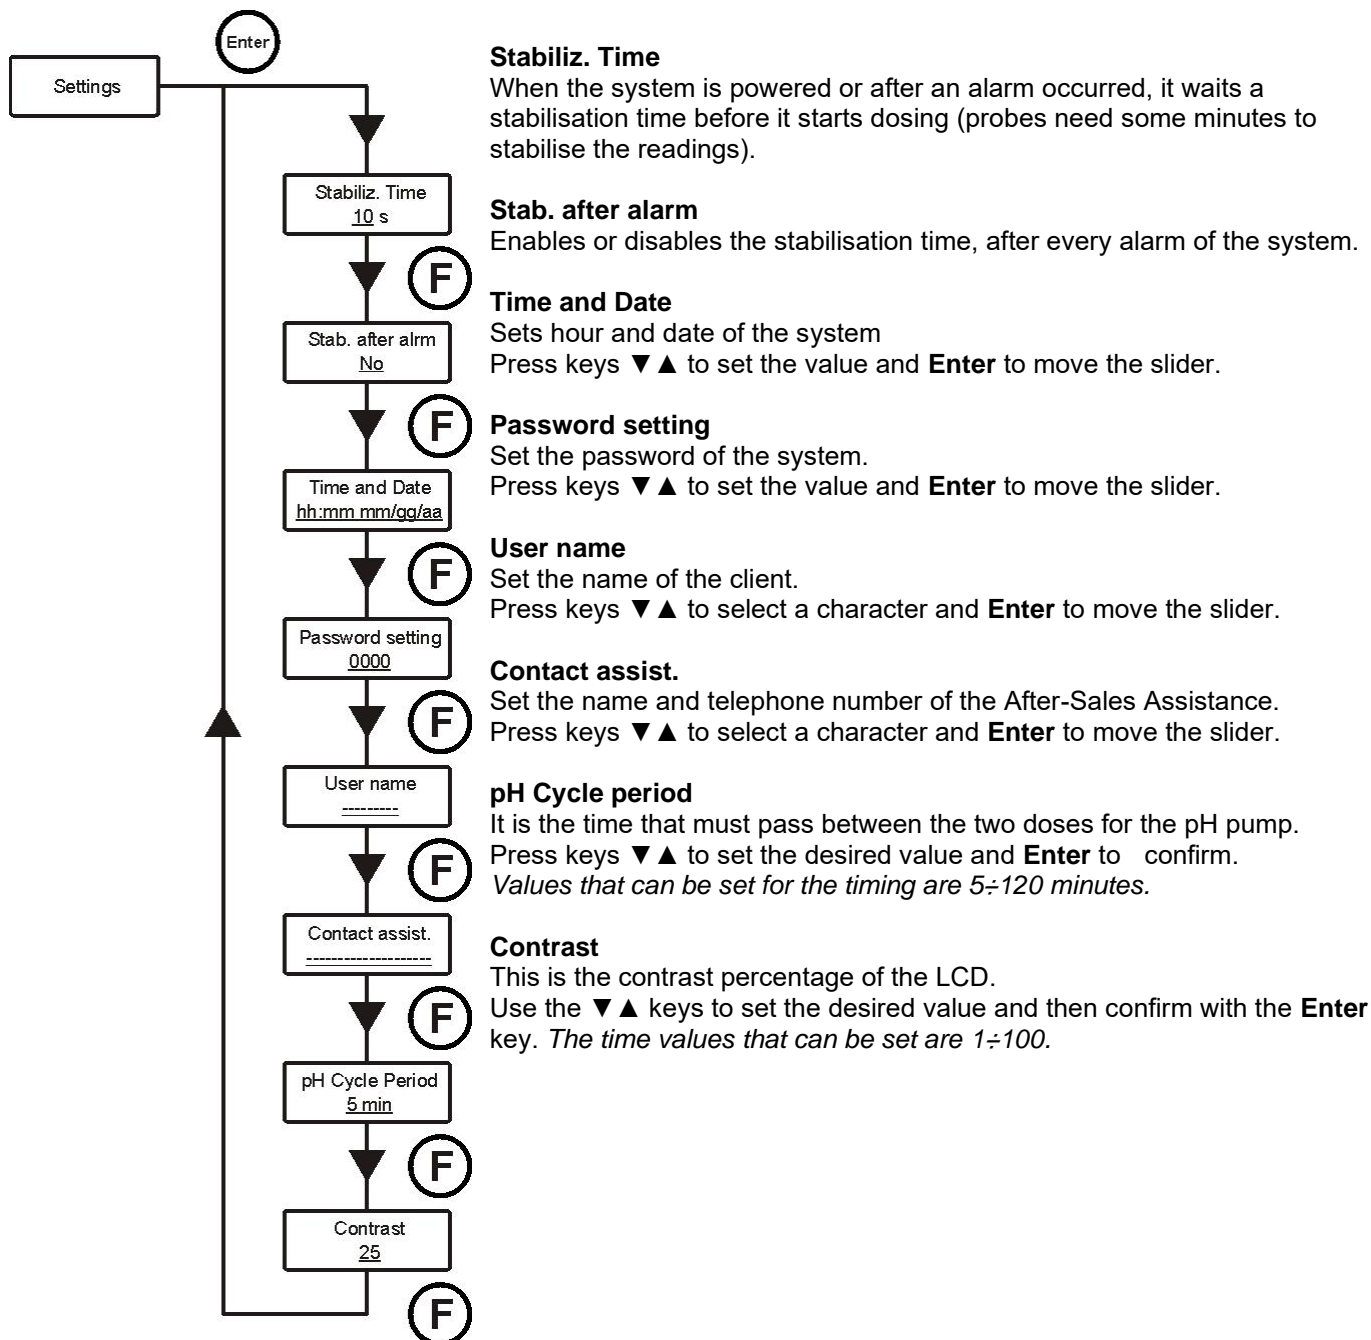 Enter
Settings
Stabiliz. Time
10 s
F
Stab. after alrm
No
F
Time and Date
hh:mm mm/gg/aa
F
Password setting
0000
F
User name
---------
F
Contact assist.
--------------------
F
pH Cycle Period
5 min
F
Contrast
25
F
Stabiliz. Time
When the system is powered or after an alarm occurred, it waits a
stabilisation time before it starts dosing (probes need some minutes to
stabilise the readings).
Stab. after alarm
Enables or disables the stabilisation time, after every alarm of the system.
Time and Date
Sets hour and date of the system
Press keys ▼▲ to set the value and Enter to move the slider.
Password setting
Set the password of the system.
Press keys ▼▲ to set the value and Enter to move the slider.
User name
Set the name of the client.
Press keys ▼▲ to select a character and Enter to move the slider.
Contact assist.
Set the name and telephone number of the After-Sales Assistance.
Press keys ▼▲ to select a character and Enter to move the slider.
pH Cycle period
It is the time that must pass between the two doses for the pH pump.
Press keys ▼▲ to set the desired value and Enter to confirm.
Values that can be set for the timing are 5÷120 minutes.
Contrast
This is the contrast percentage of the LCD.
Use the ▼▲ keys to set the desired value and then confirm with the Enter
key. The time values that can be set are 1÷100.